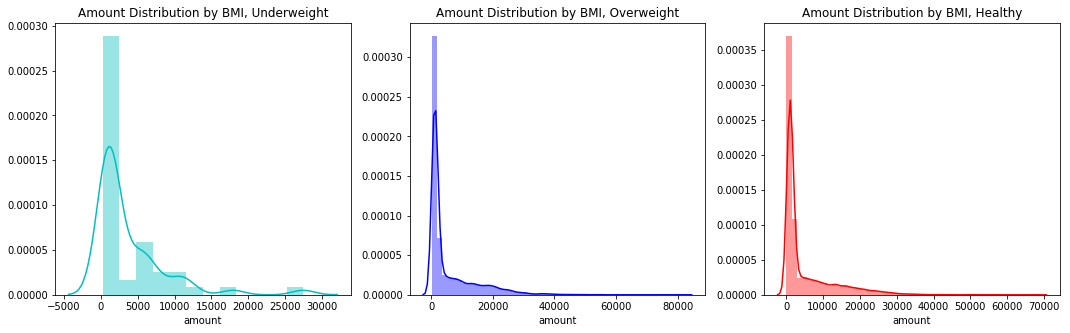 Amount Distribution by BMI, Underweight
0.00030
0.00025
0.00020
0.00015
0.00010
0.00005
0.00000
−5000 0 5000 10000 15000 20000 25000 30000
amount
Amount Distribution by BMI, Overweight
0.00030
0.00025
0.00020
0.00015
0.00010
0.00005
0.00000
0 20000 40000 60000 80000
amount
Amount Distribution by BMI, Healthy
0.00035
0.00030
0.00025
0.00020
0.00015
0.00010
0.00005
0.00000
0 10000 20000 30000 40000 50000 60000 70000
amount